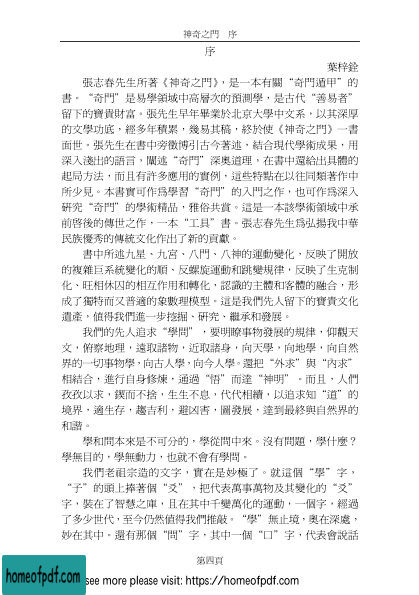 神奇之門　序
序
葉梓銓
張志春先生所著《神奇之門》，是一本有關“奇門遁甲”的
書。“奇門”是易學領域中高層次的預測學，是古代“善易者”
留下的寶貴財富。張先生早年畢業於北京大學中文系，以其深厚
的文學功底，經多年積累，幾易其稿，終於使《神奇之門》一書
面世。張先生在書中旁徵博引古今著述，結合現代學術成果，用
深入淺出的語言，闡述“奇門”深奧道理，在書中還給出具體的
起局方法，而且有許多應用的實例，這些特點在以往同類著作中
所少見。本書實可作爲學習“奇門”的入門之作，也可作爲深入
研究“奇門”的學術精品，雅俗共賞。這是一本該學術領域中承
前啓後的傳世之作，一本“工具”書。張志春先生爲弘揚我中華
民族優秀的傳統文化作出了新的貢獻。
書中所述九星、九宮、八門、八神的運動變化，反映了開放
的複雜巨系統變化的順、反螺旋運動和跳變規律，反映了生克制
化、旺相休囚的相互作用和轉化，認識的主體和客體的融合，形
成了獨特而又普適的象數理模型。這是我們先人留下的寶貴文化
遺產，值得我們進一步挖掘、研究、繼承和發展。
我們的先人追求“學問”，要明瞭事物發展的規律，仰觀天
文，俯察地理，遠取諸物，近取諸身，向天學，向地學，向自然
界的一切事物學，向古人學，向今人學。還把“外求”與“內求”
相結合，進行自身修煉，通過“悟”而達“神明”。而且，人們
孜孜以求，鍥而不捨，生生不息，代代相續，以追求知“道”的
境界，適生存，趨吉利，避凶害，圖發展，達到最終與自然界的
和諧。
學和問本來是不可分的，學從問中來。沒有問題，學什麼？
學無目的，學無動力，也就不會有學問。
我們老祖宗造的文字，實在是妙極了。就這個“學”字，
“子”的頭上捧著個“爻”，把代表萬事萬物及其變化的“爻”
字，裝在了智慧之庫，且在其中千變萬化的運動，一個字，經過
了多少世代，至今仍然值得我們推敲。“學”無止境，奧在深處，
妙在其中。還有那個“問”字，其中一個“口”字，代表會說話
第四頁
homeofpdf.com
see more please visit: https://homeofpdf.com